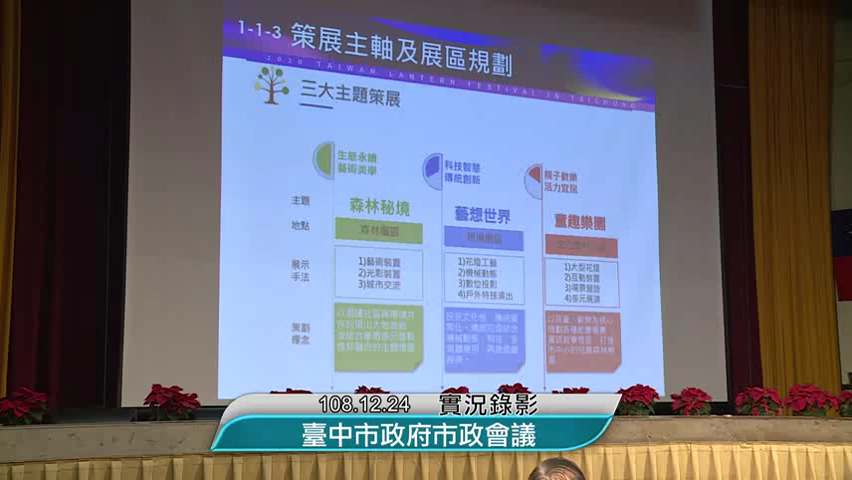 1-1-3 策展主軸及展區規劃
2020 TAIWAN LANTERN FESTIVAL IN TAICHUNG
三大主題策展
生態永續
藝術美學
科技智慧
傳統創新
親子歡樂
活力宜居
主題
森林秘境
藝想世界
童趣樂園
地點
森林園區
展示
手法
1)藝術裝置
2)光影裝置
3)城市交流
1)花燈工藝
2)機械動態
3)數位投影
4)戶外特技演出
1)大型花燈
2)互動裝置
3)場景營造
4)多元展演
策劃
理念
108.12.24 實況錄影
臺中市政府市政會議